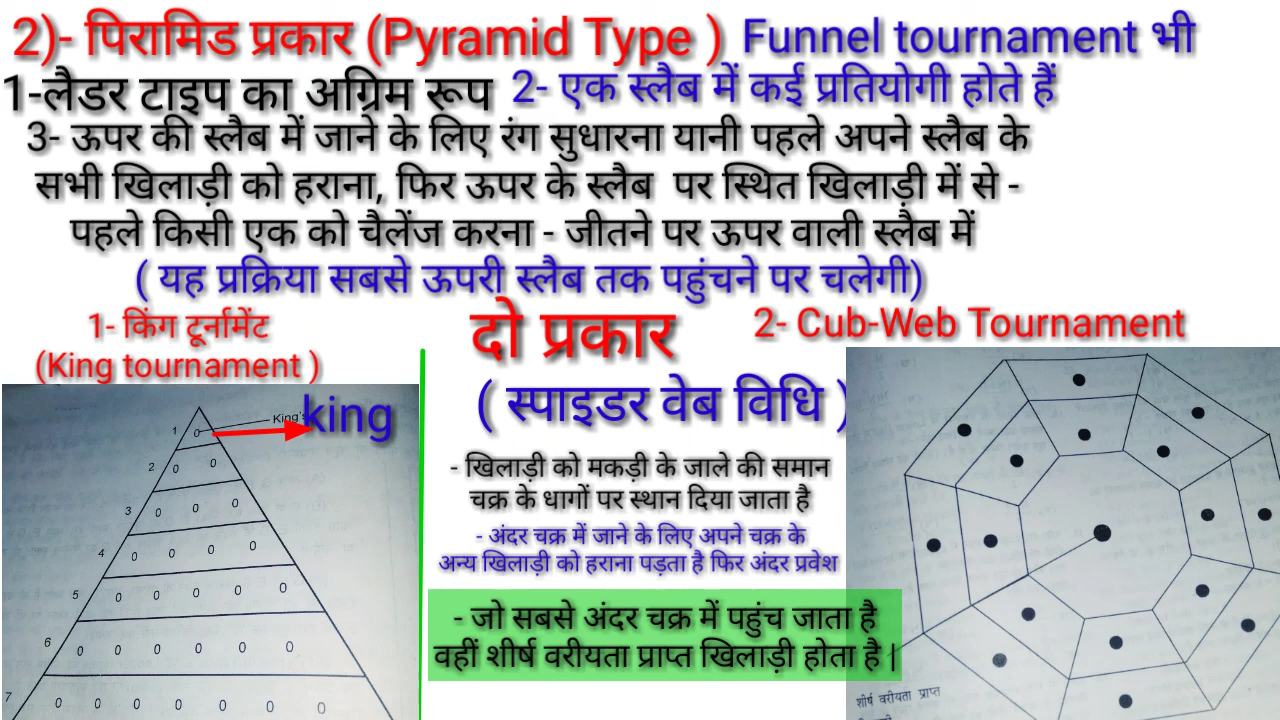 2)- पिरामिड प्रकार (Pyramid Type ) Funnel tournament भी
1-लैडर टाइप का अग्रिम रूप 2- एक स्लैब में कई प्रतियोगी होते हैं
3- ऊपर की स्लैब में जाने के लिए रंग सुधारना यानी पहले अपने स्लैब के
सभी खिलाड़ी को हराना, फिर ऊपर के स्लैब पर स्थित खिलाड़ी में से -
पहले किसी एक को चैलेंज करना - जीतने पर ऊपर वाली स्लैब में
( यह प्रक्रिया सबसे ऊपरी स्लैब तक पहुंचने पर चलेगी)
1- किंग टूर्नामेंट
(King tournament )
King's
king
1 0
2 0 0
3 0 0 0
4 0 0 0 0
5 0 0 0 0 0
6 0 0 0 0 0 0
7 0 0 0 0 0 0 0
दो प्रकार
( स्पाइडर वेब विधि )
- खिलाड़ी को मकड़ी के जाले की समान
चक्र के धागों पर स्थान दिया जाता है
- अंदर चक्र में जाने के लिए अपने चक्र के
अन्य खिलाड़ी को हराना पड़ता है फिर अंदर प्रवेश
- जो सबसे अंदर चक्र में पहुंच जाता है
वहीं शीर्ष वरीयता प्राप्त खिलाड़ी होता है |
2- Cub-Web Tournament
शीर्ष वरीयता प्राप्त